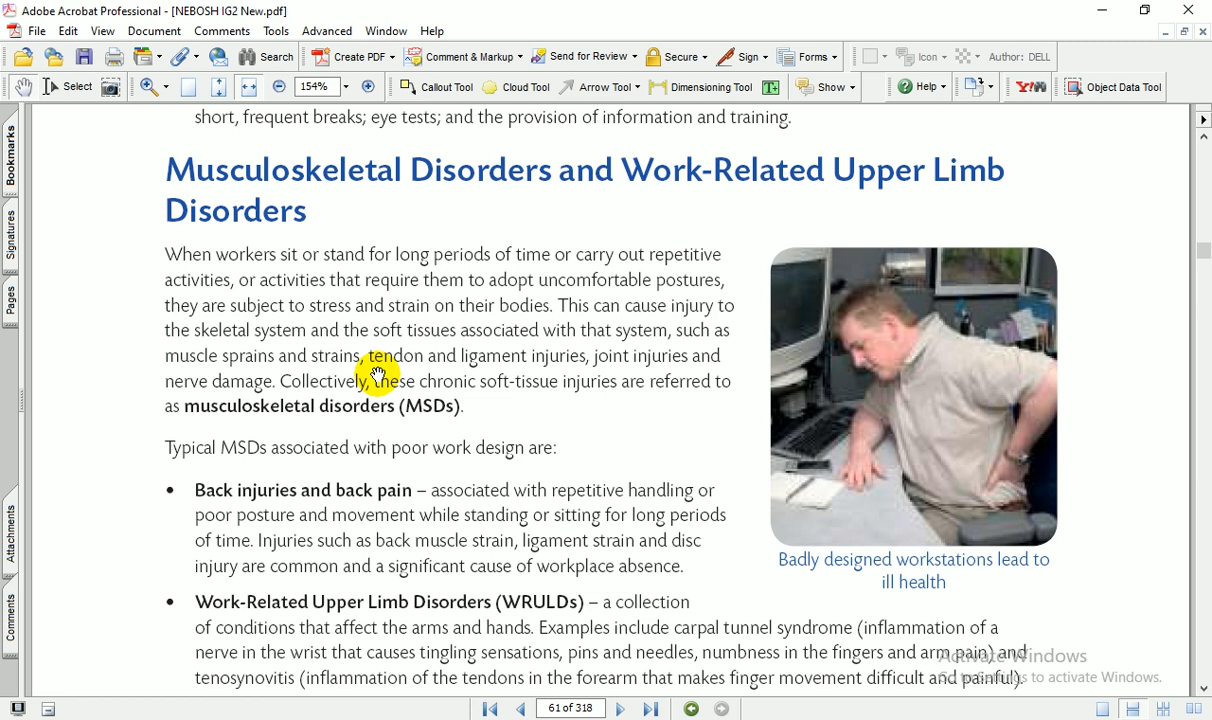 Adobe Acrobat Professional - [NEBOSH IG2 New.pdf]
File Edit View Document Comments Tools Advanced Window Help
Search Create PDF Comment & Markup Send for Review Secure Sign Forms Icon Author: DELL
Select 154% Callout Tool Cloud Tool Arrow Tool Dimensioning Tool T Show Help Y! Object Data Tool
Bookmarks
Signatures
Pages
Attachments
Comments
short, frequent breaks; eye tests; and the provision of information and training.
Musculoskeletal Disorders and Work-Related Upper Limb
Disorders
When workers sit or stand for long periods of time or carry out repetitive
activities, or activities that require them to adopt uncomfortable postures,
they are subject to stress and strain on their bodies. This can cause injury to
the skeletal system and the soft tissues associated with that system, such as
muscle sprains and strains, tendon and ligament injuries, joint injuries and
nerve damage. Collectively, these chronic soft-tissue injuries are referred to
as musculoskeletal disorders (MSDs).
Typical MSDs associated with poor work design are:
• Back injuries and back pain – associated with repetitive handling or
poor posture and movement while standing or sitting for long periods
of time. Injuries such as back muscle strain, ligament strain and disc
injury are common and a significant cause of workplace absence.
Badly designed workstations lead to
ill health
• Work-Related Upper Limb Disorders (WRULDs) – a collection
of conditions that affect the arms and hands. Examples include carpal tunnel syndrome (inflammation of a
nerve in the wrist that causes tingling sensations, pins and needles, numbness in the fingers and arm pain) and
tenosynovitis (inflammation of the tendons in the forearm that makes finger movement difficult and painful).
Activate Windows
Go to Settings to activate Windows.
61 of 318